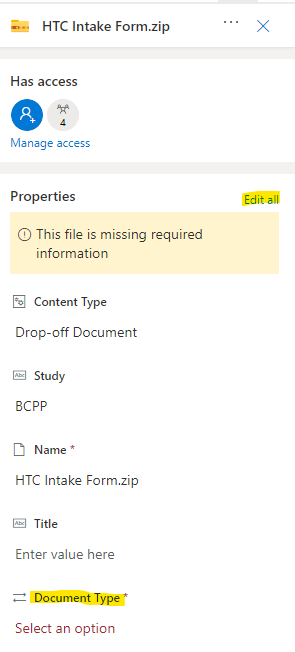 HTC Intake Form.zip ...
Has access
4
Manage access
Properties
Edit all
This file is missing required
information
Content Type
Drop-off Document
Abc Study
BCPP
Name *
HTC Intake Form.zip
Abc Title
Enter value here
Document Type *
Select an option